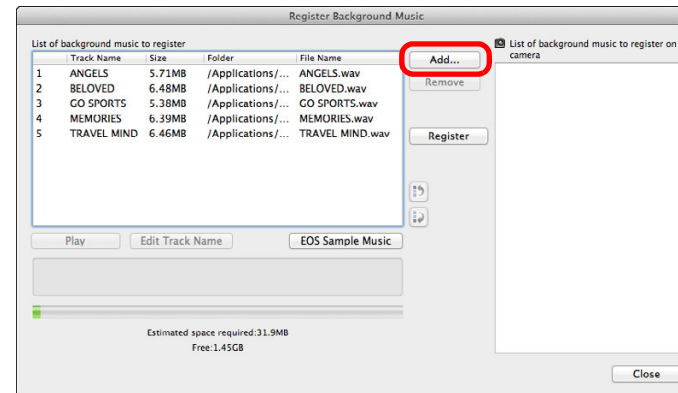 Register Background Music
List of background music to register
Track Name Size Folder File Name
1 ANGELS 5.71MB /Applications/... ANGELS.wav
2 BELOVED 6.48MB /Applications/... BELOVED.wav
3 GO SPORTS 5.38MB /Applications/... GO SPORTS.wav
4 MEMORIES 6.39MB /Applications/... MEMORIES.wav
5 TRAVEL MIND 6.46MB /Applications/... TRAVEL MIND.wav
Play Edit Track Name EOS Sample Music
Estimated space required:31.9MB
Free:1.45GB
Add...
Remove
Register
List of background music to register on
camera
Close